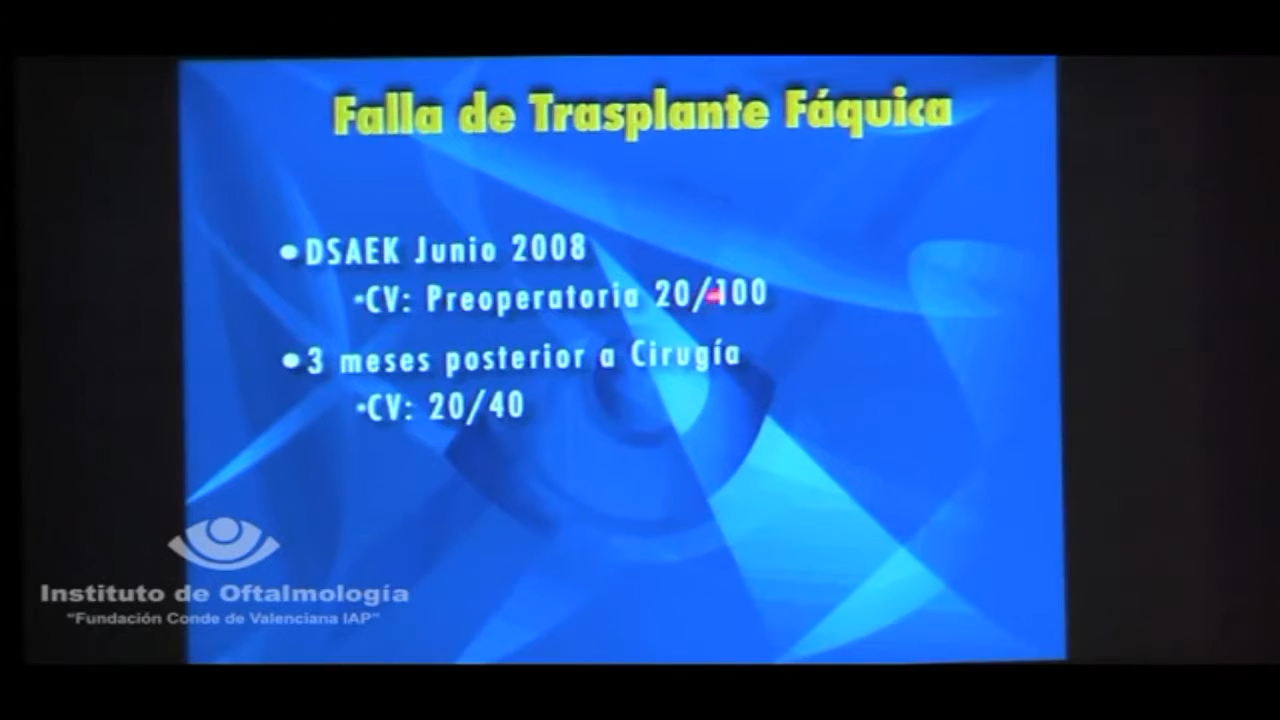 Falla de Trasplante Fáquica
•DSAEK Junio 2008
•CV: Preoperatoria 20/100
•3 meses posterior a Cirugía
•CV: 20/40
Instituto de Oftalmología
"Fundación Conde de Valenciana IAP"